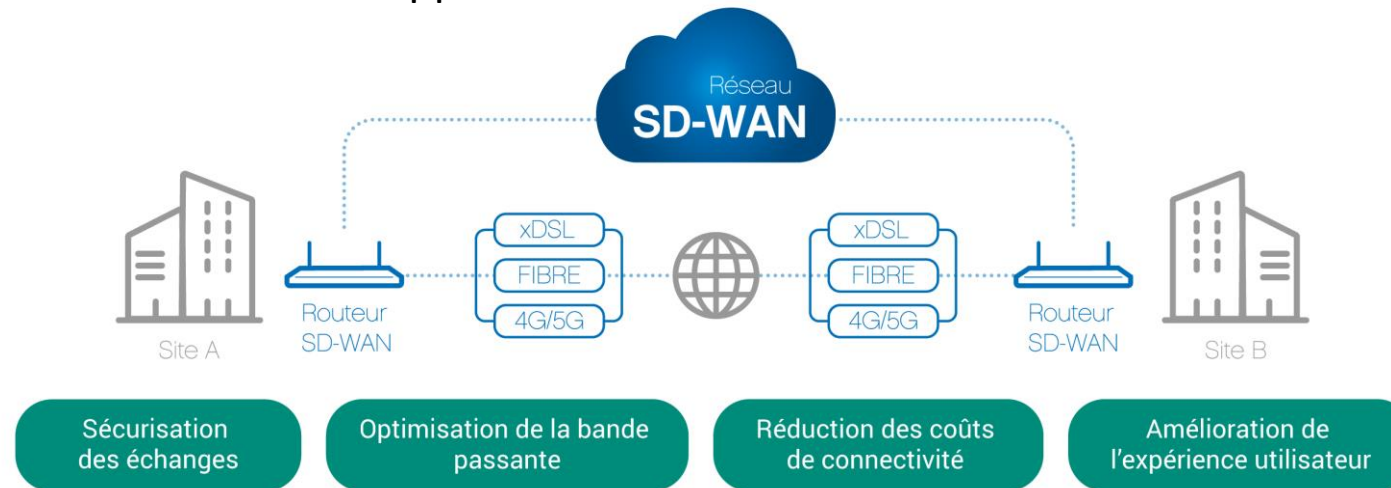 Réseau
SD-WAN
xDSL
FIBRE
4G/5G
xDSL
FIBRE
4G/5G
Routeur
SD-WAN
Routeur
SD-WAN
Site A
Site B
Sécurisation
des échanges
Optimisation de la bande
passante
Réduction des coûts
de connectivité
Amélioration de
l'expérience utilisateur